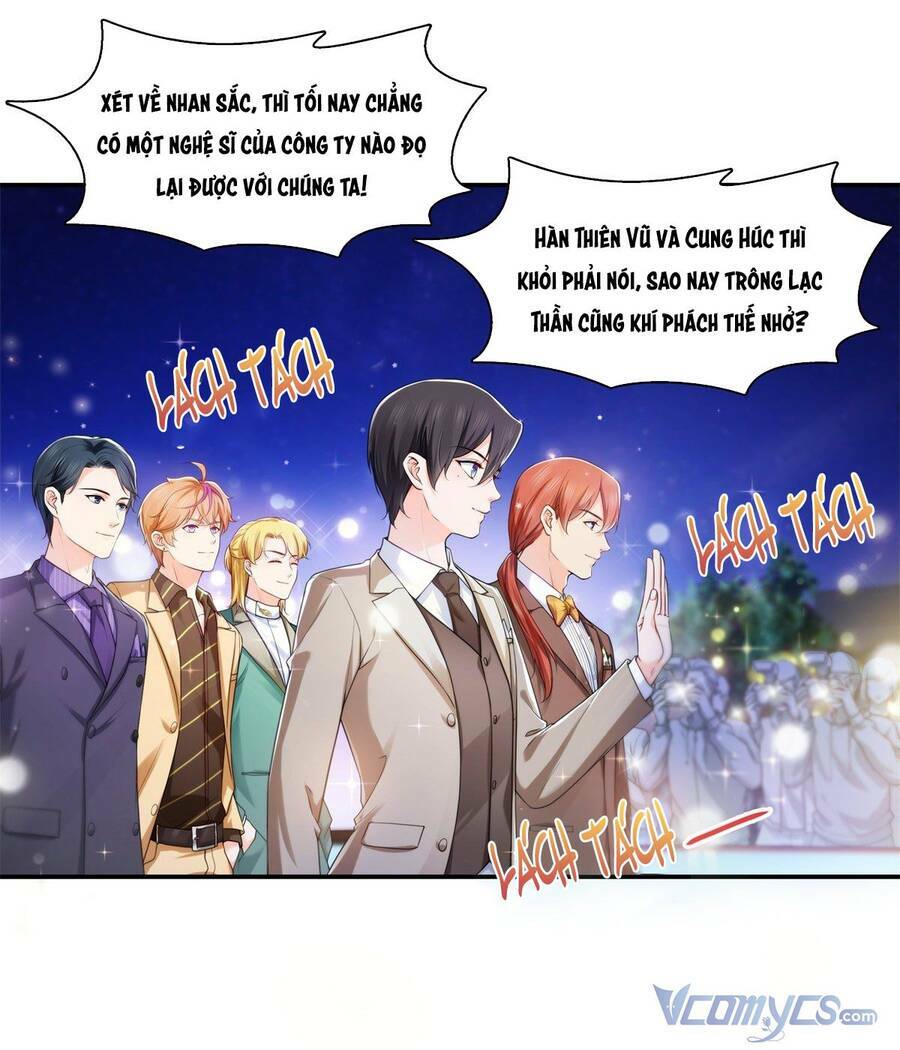 XÉT VỀ NHAN SẮC, THÌ TỐI NAY CHẲNG
CÓ MỘT NGHỆ SĨ CỦA CÔNG TY NÀO ĐỌ
LẠI ĐƯỢC VỚI CHÚNG TA!
HÀN THIÊN VŨ VÀ CUNG HÚC THÌ
KHỎI PHẢI NÓI, SAO NAY TRÔNG LẠC
THẦN CŨNG KHÍ PHÁCH THẾ NHỞ?
LÁCH TÁCH
LÁCH TÁCH
LÁCH TÁCH
VCOMYCS.com